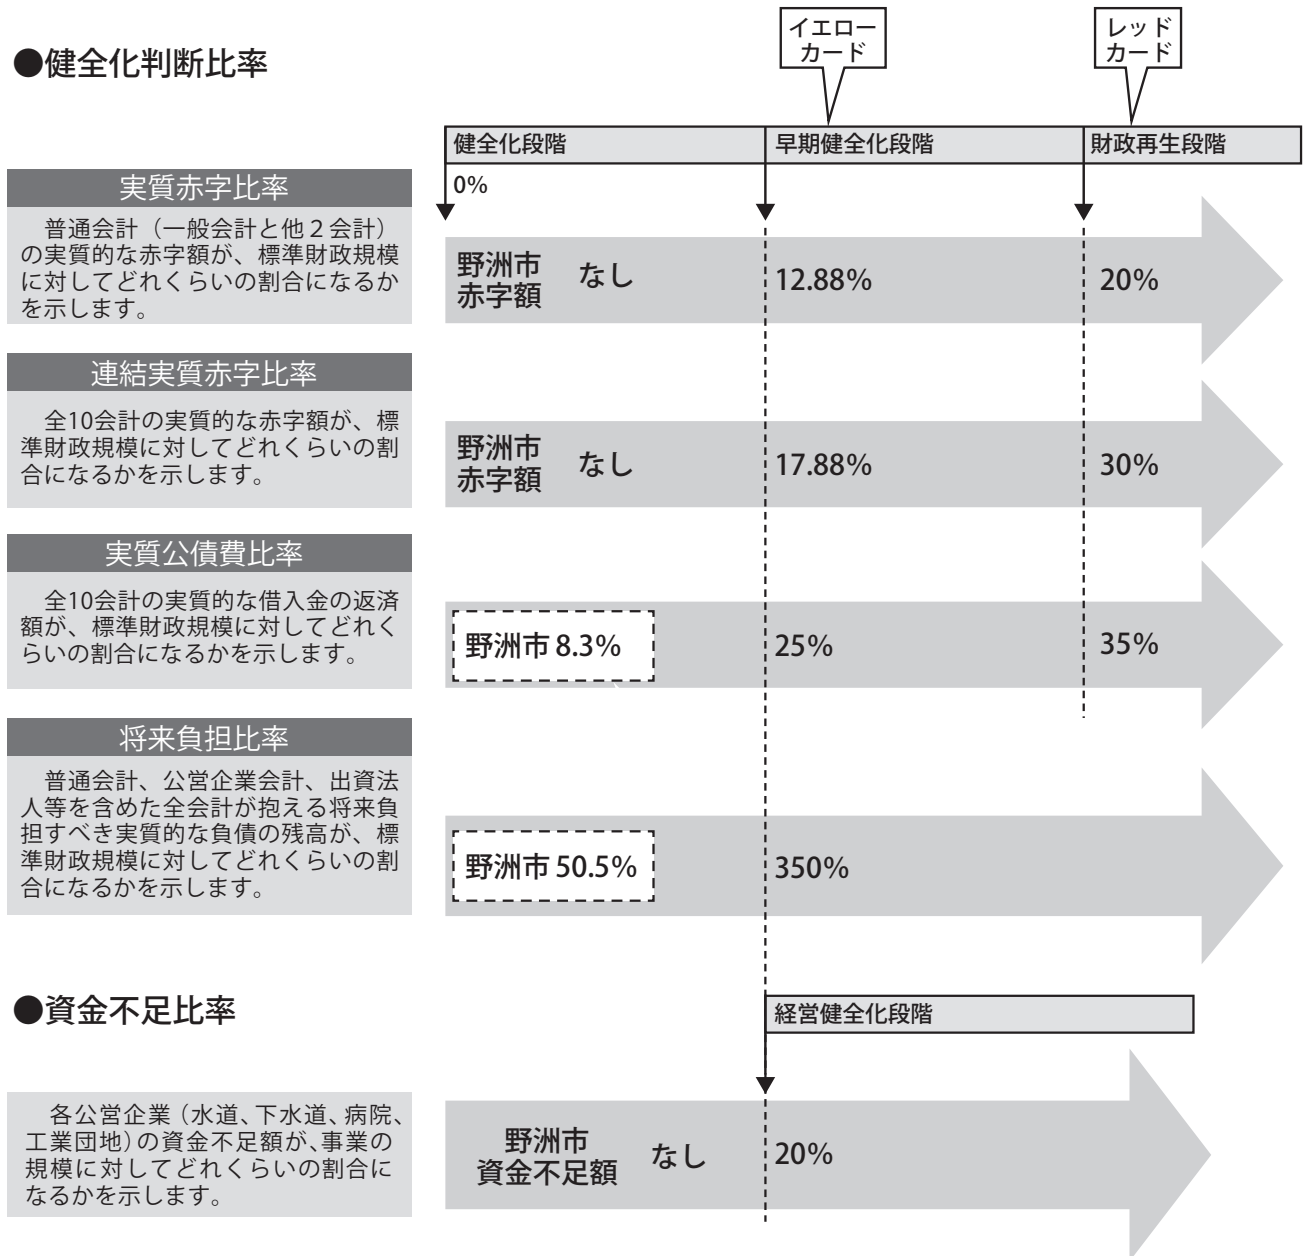 ●健全化判断比率
イエロー
カード
レッド
カード
健全化段階
早期健全化段階
財政再生段階
0%
実質赤字比率
普通会計(一般会計と他2会計)
の実質的な赤字額が、標準財政規模
に対してどれくらいの割合になるか
を示します。
野洲市
赤字額
なし
12.88%
20%
連結実質赤字比率
全10会計の実質的な赤字額が、標
準財政規模に対してどれくらいの割
合になるかを示します。
野洲市
赤字額
なし
17.88%
30%
実質公債費比率
全10会計の実質的な借入金の返済
額が、標準財政規模に対してどれく
らいの割合になるかを示します。
野洲市 8.3%
25%
35%
将来負担比率
普通会計、公営企業会計、出資法
人等を含めた全会計が抱える将来負
担すべき実質的な負債の残高が、標
準財政規模に対してどれくらいの割
合になるかを示します。
野洲市 50.5%
350%
●資金不足比率
経営健全化段階
各公営企業(水道、下水道、病院、
工業団地)の資金不足額が、事業の
規模に対してどれくらいの割合に
なるかを示します。
野洲市
資金不足額
なし
20%